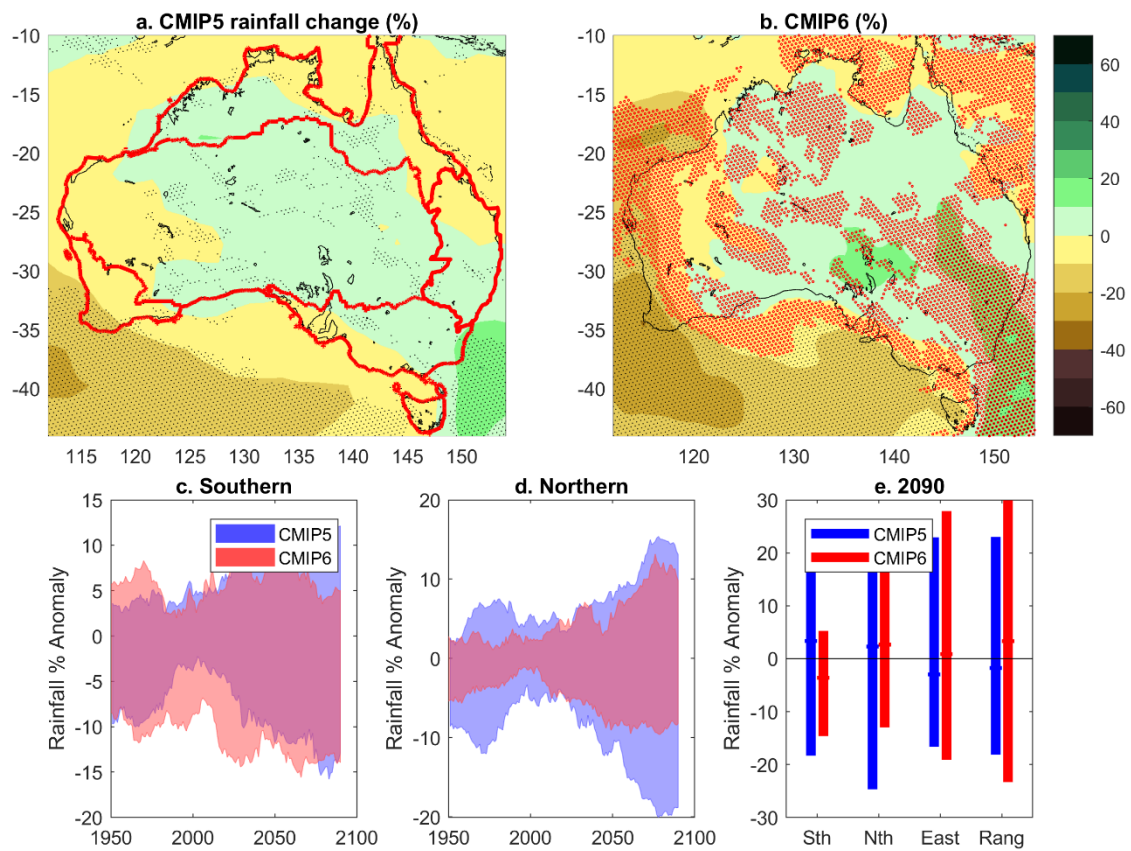 a. CMIP5 rainfall change (%)
b. CMIP6 (%)
-10
-15
-20
-25
-30
-35
-40
115 120 125 130 135 140 145 150
-10
-15
-20
-25
-30
-35
-40
120 130 140 150
60
40
20
0
-20
-40
-60
c. Southern
Rainfall % Anomaly
15
10
5
0
-5
-10
-15
-20
1950 2000 2050 2100
CMIP5
CMIP6
d. Northern
Rainfall % Anomaly
20
10
0
-10
-20
1950 2000 2050 2100
e. 2090
Rainfall % Anomaly
30
20
10
0
-10
-20
-30
Sth Nth East Rang
CMIP5
CMIP6